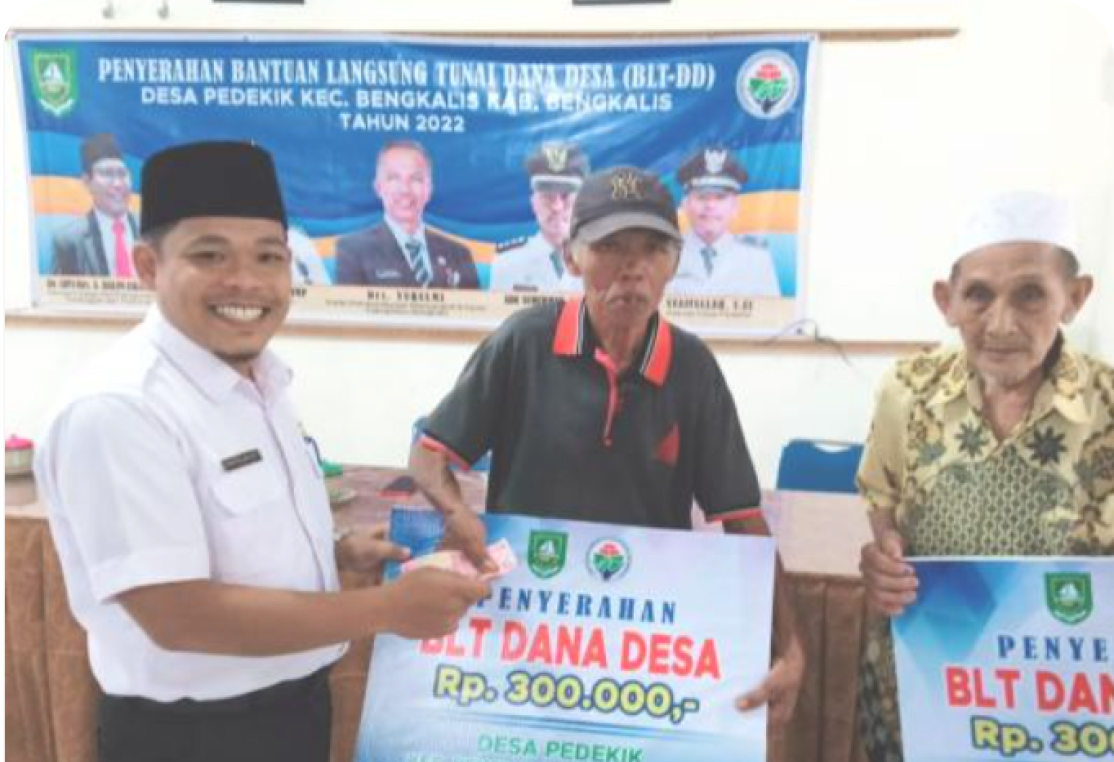 PENYERAHAN BANTUAN LANGSUNG TUNAI DANA DESA (BLT-DD)
DESA PEDEKIK KEC. BENGKALIS KAB. BENGKALIS
TAHUN 2022
PENYERAHAN
BLT DANA DESA
Rp. 300.000,-
DESA PEDEKIK
PENYE
BLT DAN
Rp. 300